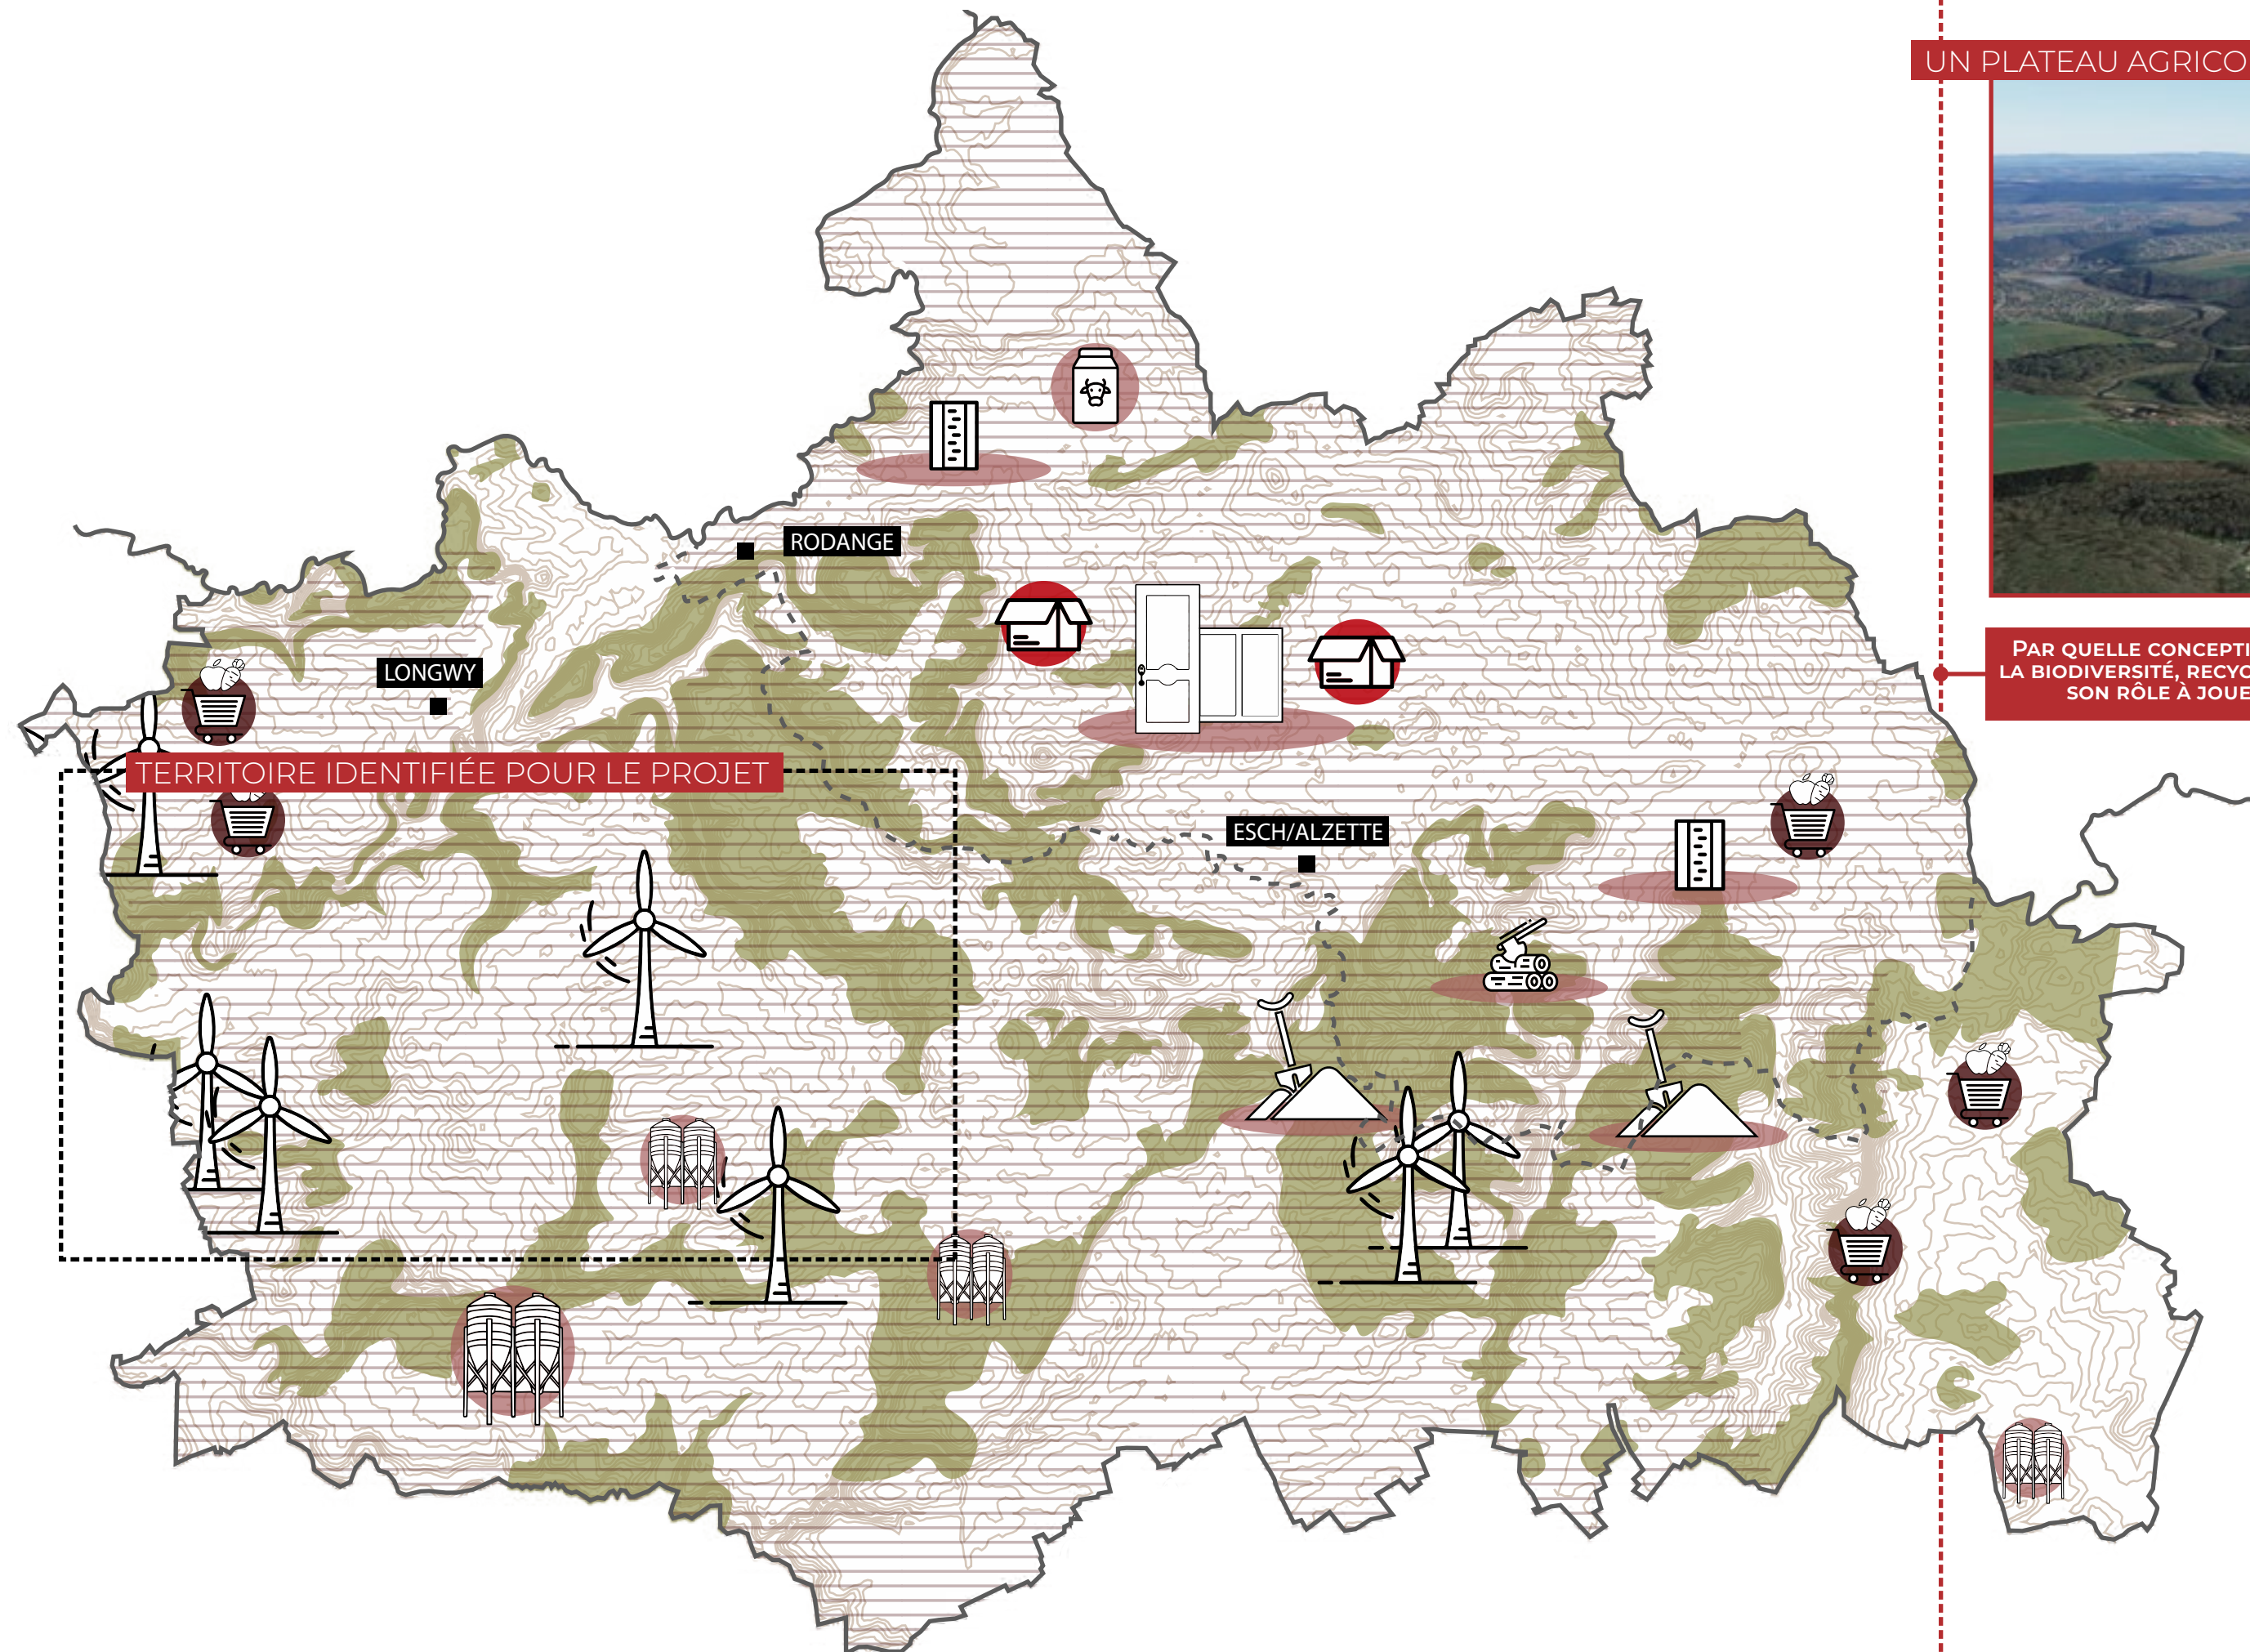 UN PLATEAU AGRICO
RODANGE
LONGWY
PAR QUELLE CONCEPTI
LA BIODIVERSITÉ, RECYC
SON RÔLE À JOUE
TERRITOIRE IDENTIFIÉE POUR LE PROJET
ESCH/ALZETTE